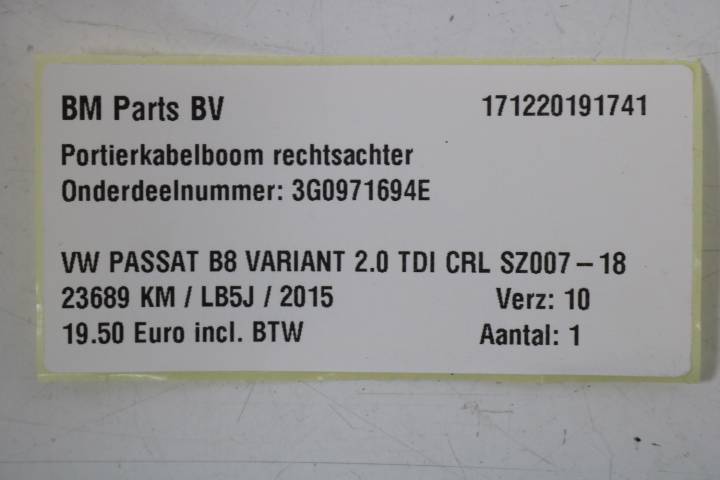 BM Parts BV 171220191741
Portierkabelboom rechtsachter
Onderdeelnummer: 3G0971694E
VW PASSAT B8 VARIANT 2.0 TDI CRL SZ007-18
23689 KM / LB5J / 2015 Verz: 10
19.50 Euro incl. BTW Aantal: 1